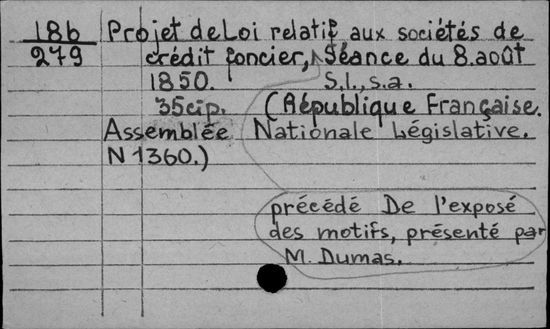 18b Projet de Loi relatif aux sociétés de
279 crédit foncier, Séance du 8.août
1850. S.l., s.a.
35cip. (République Française.
Assemblée Nationale Législative.
N 1360.)
précédé De l'exposé
des motifs, présenté par
M. Dumas.